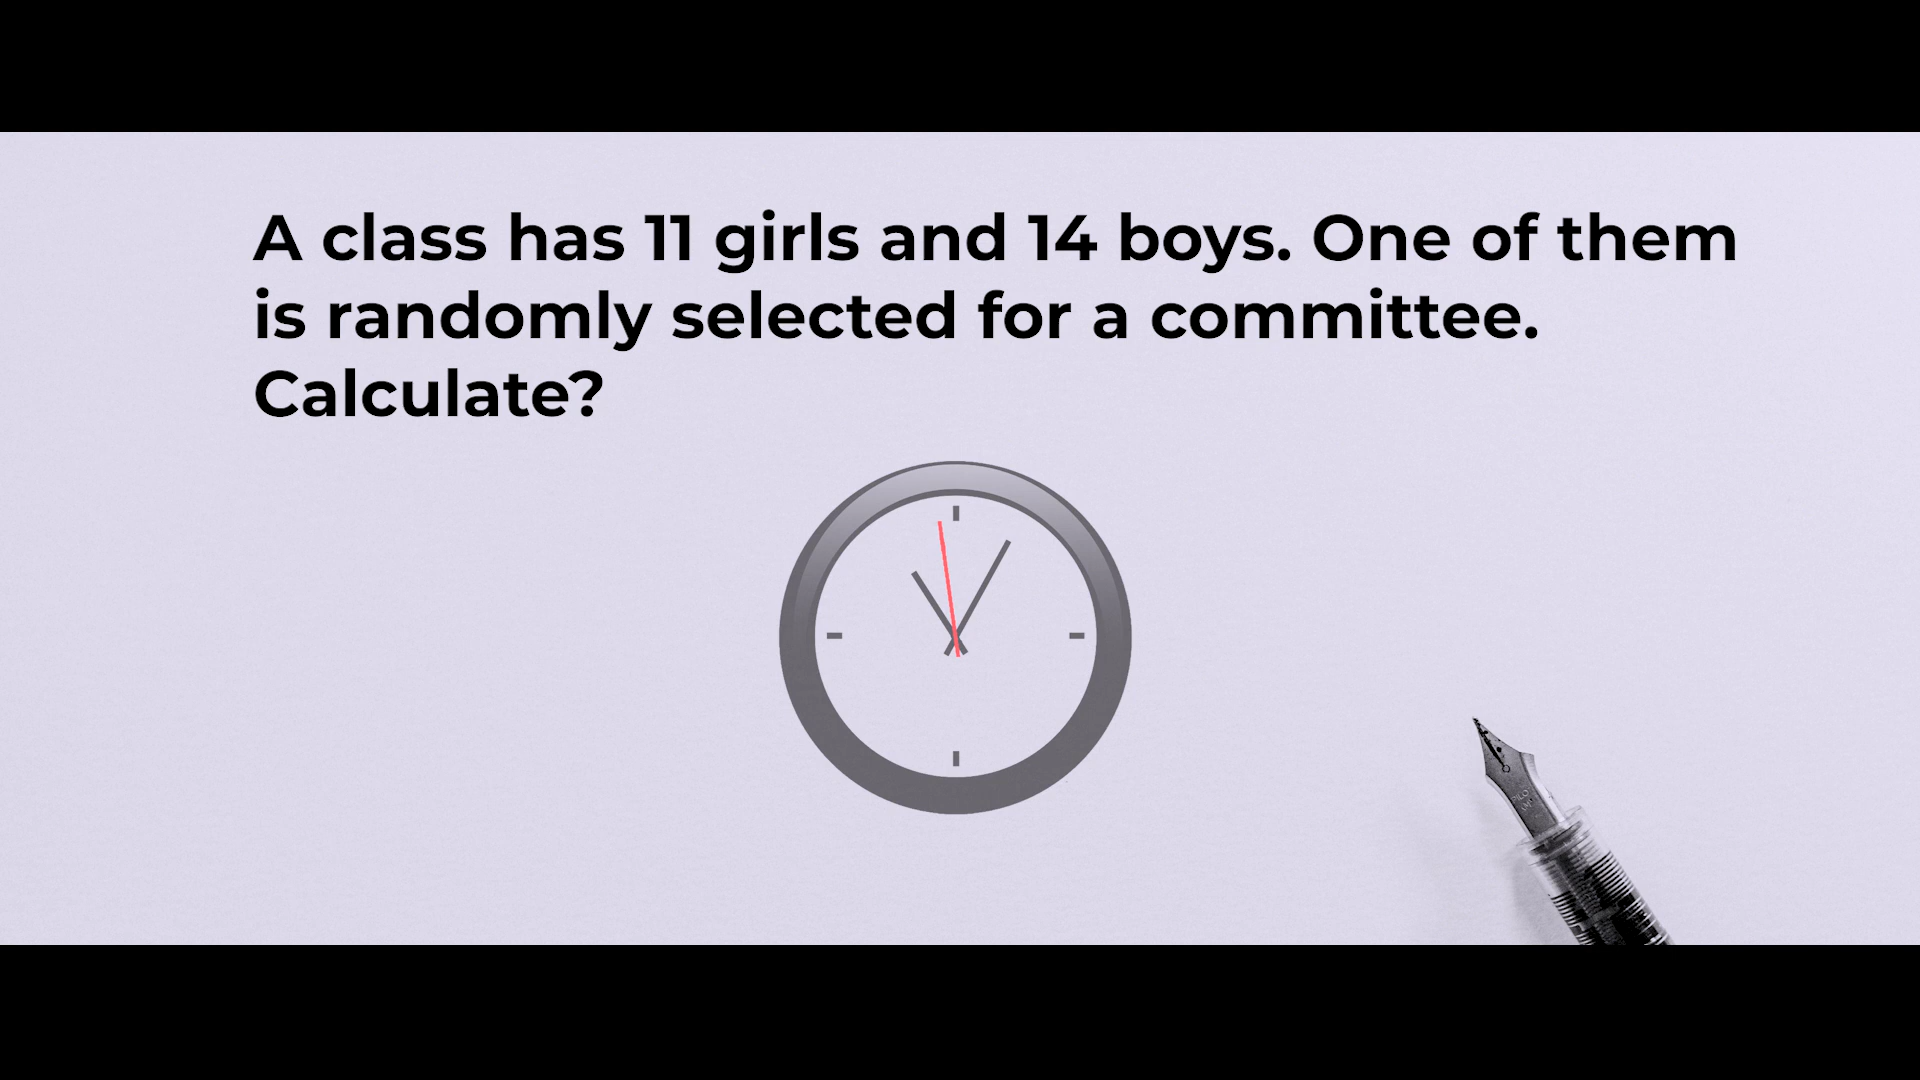 A class has 11 girls and 14 boys. One of them
is randomly selected for a committee.
Calculate?